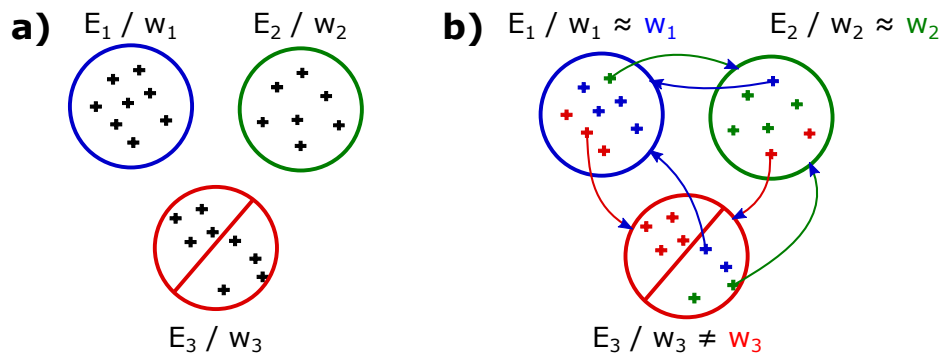 a)
E₁ / w₁
E₂ / w₂
E₃ / w₃
b)
E₁ / w₁ ≈ w₁
E₂ / w₂ ≈ w₂
E₃ / w₃ ≠ w₃